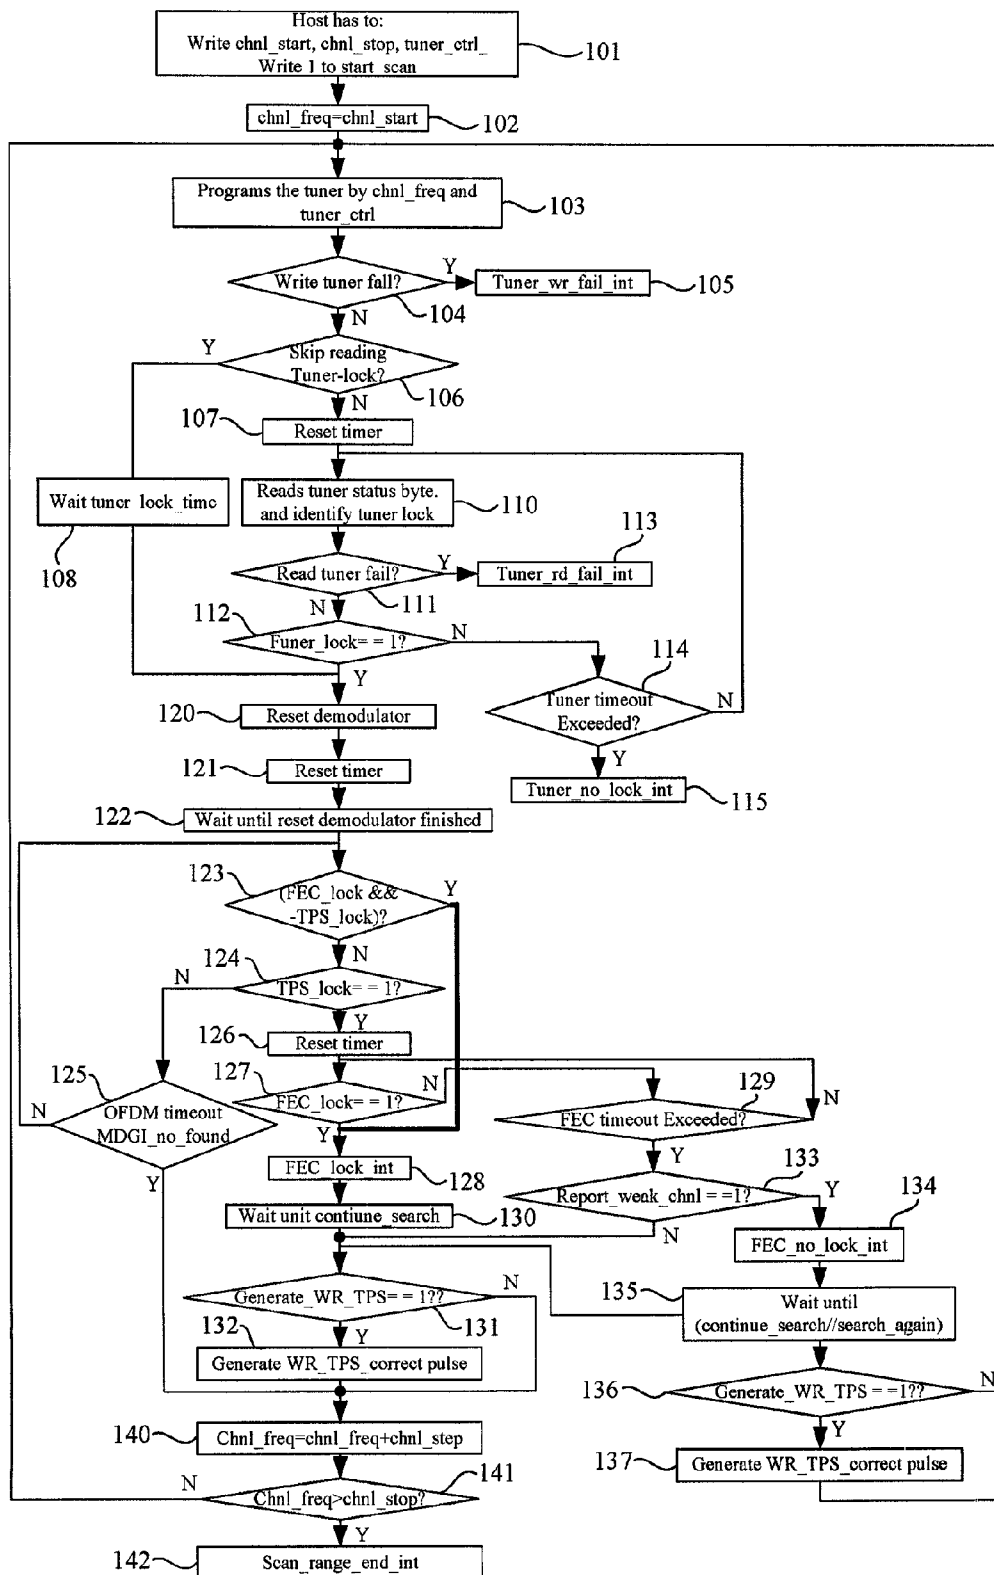 Host has to:
Write chnl_start, chnl_stop, tuner_ctrl_
Write 1 to start_scan
101
chnl_freq=chnl_start
102
Programs the tuner by chnl_freq and
tuner_ctrl
103
Write tuner fall?
Y
Tuner_wr_fail_int
105
104
N
Y
Skip reading
Tuner-lock?
106
N
107
Reset timer
Wait tuner_lock_time
108
Reads tuner status byte.
and identify tuner lock
110
113
Read tuner fail?
Y
Tuner_rd_fail_int
111
N
112
Funer_lock= = 1?
N
Y
114
Tuner timeout
Exceeded?
N
Y
Tuner_no_lock_int
115
120
Reset demodulator
121
Reset timer
122
Wait until reset demodulator finished
123
(FEC_lock &&
-TPS_lock)?
Y
N
124
N
TPS_lock= = 1?
Y
126
Reset timer
125
OFDM timeout
MDGI_no_found
N
Y
127
FEC_lock= = 1?
N
Y
129
FEC timeout Exceeded?
N
Y
FEC_lock_int
128
133
Report_weak_chnl ==1?
Y
N
134
FEC_no_lock_int
Wait unit contiune_search
130
135
Wait until
(continue_search//search_again)
Generate_WR_TPS= = 1??
N
131
Y
132
Generate WR_TPS_correct pulse
136
Generate_WR_TPS = =1??
N
Y
137
Generate WR_TPS_correct pulse
140
Chnl_freq=chnl_freq+chnl_step
141
N
Chnl_freq>chnl_stop?
Y
142
Scan_range_end_int